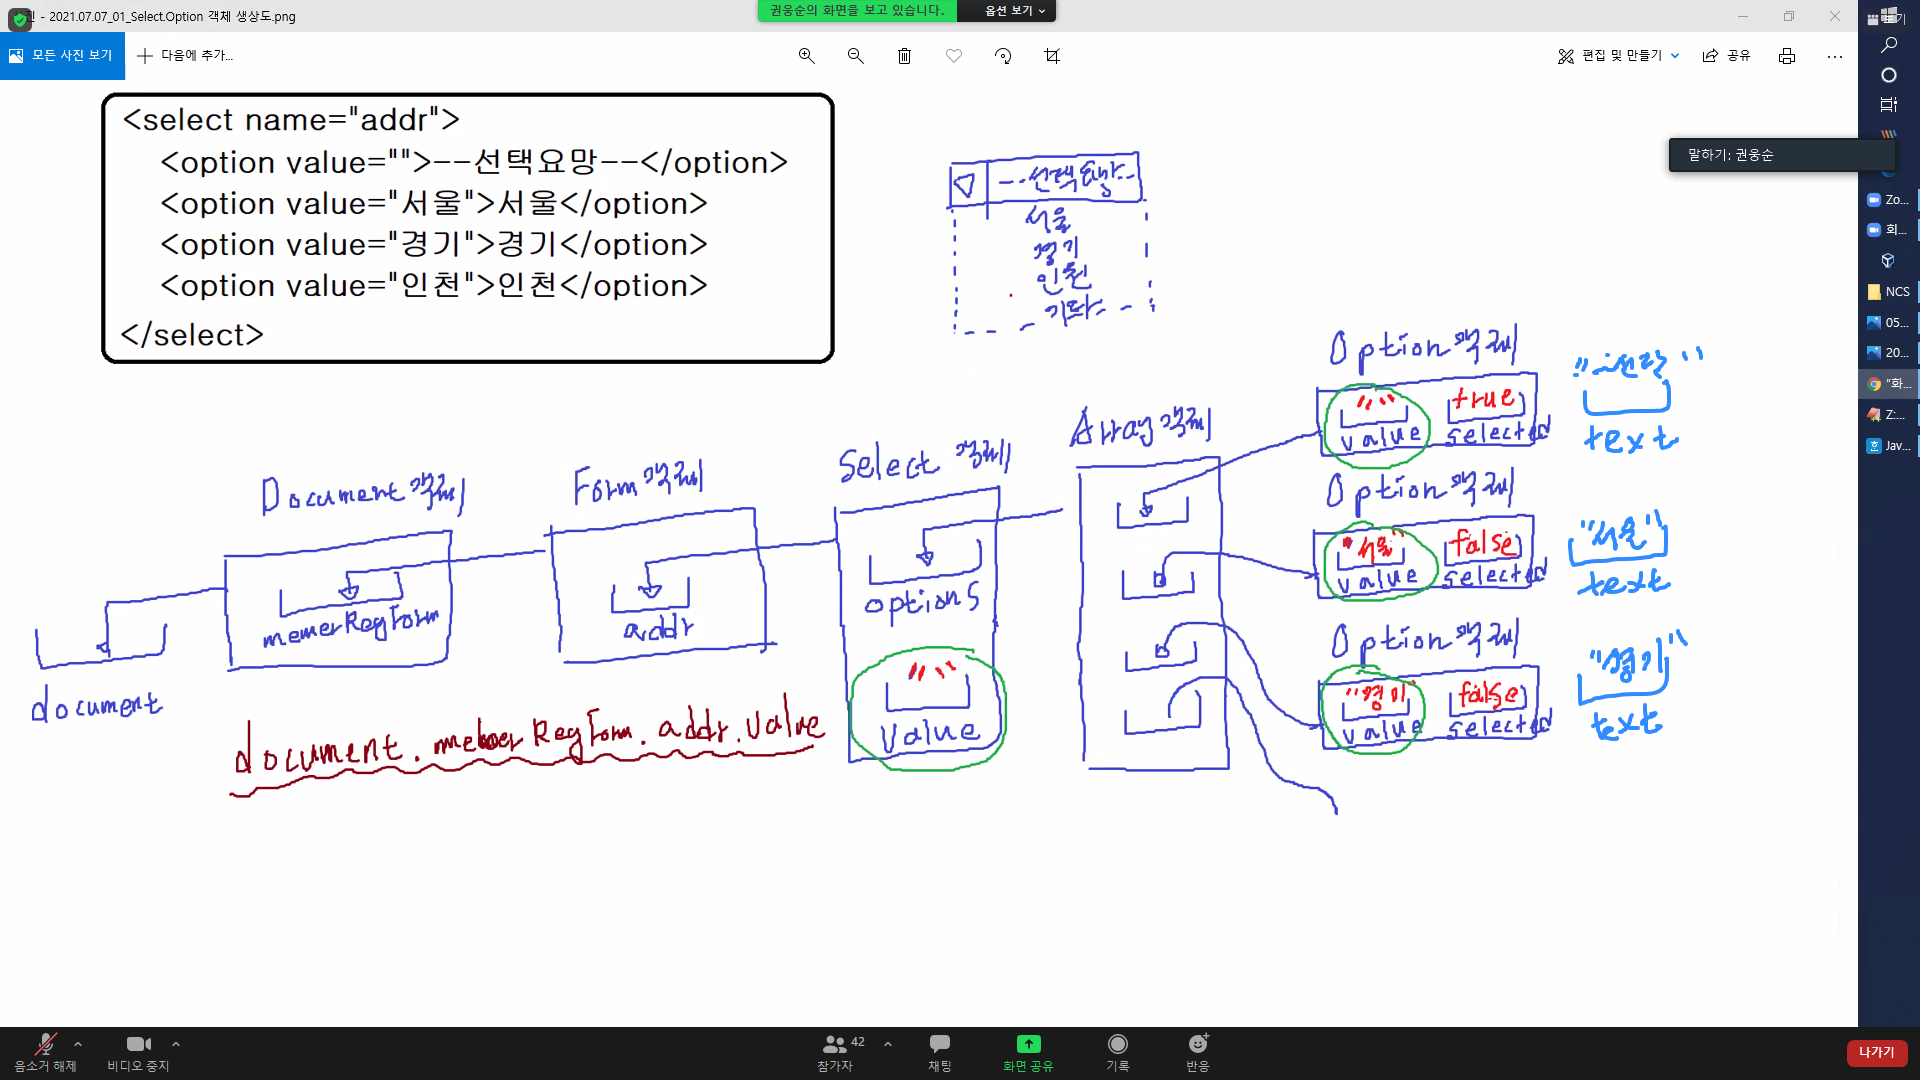 - 2021.07.07_01_Select.Option 객체 생상도.png
권웅순의 화면을 보고 있습니다.
옵션 보기
모든 사진 보기
다음에 추가...
편집 및 만들기
공유
...
말하기: 권웅순
<select name="addr">
<option value="">--선택요망--</option>
<option value="서울">서울</option>
<option value="경기">경기</option>
<option value="인천">인천</option>
</select>
--선택요망--
서울
경기
인천
기타
Option 객체
"" true
value selected
text
Option 객체
"서울" false
value selected
"서울"
text
Option 객체
"경기" false
value selected
"경기"
text
Array 객체
Select 객체
options
""
value
Form 객체
addr
Document 객체
memerRegForm
document
document.memberRegForm.addr.value
Zo...
회...
NCS
05...
20...
"화...
Z:...
Jav...
음소거 해제
비디오 중지
42
참가자
채팅
화면 공유
기록
반응
나가기